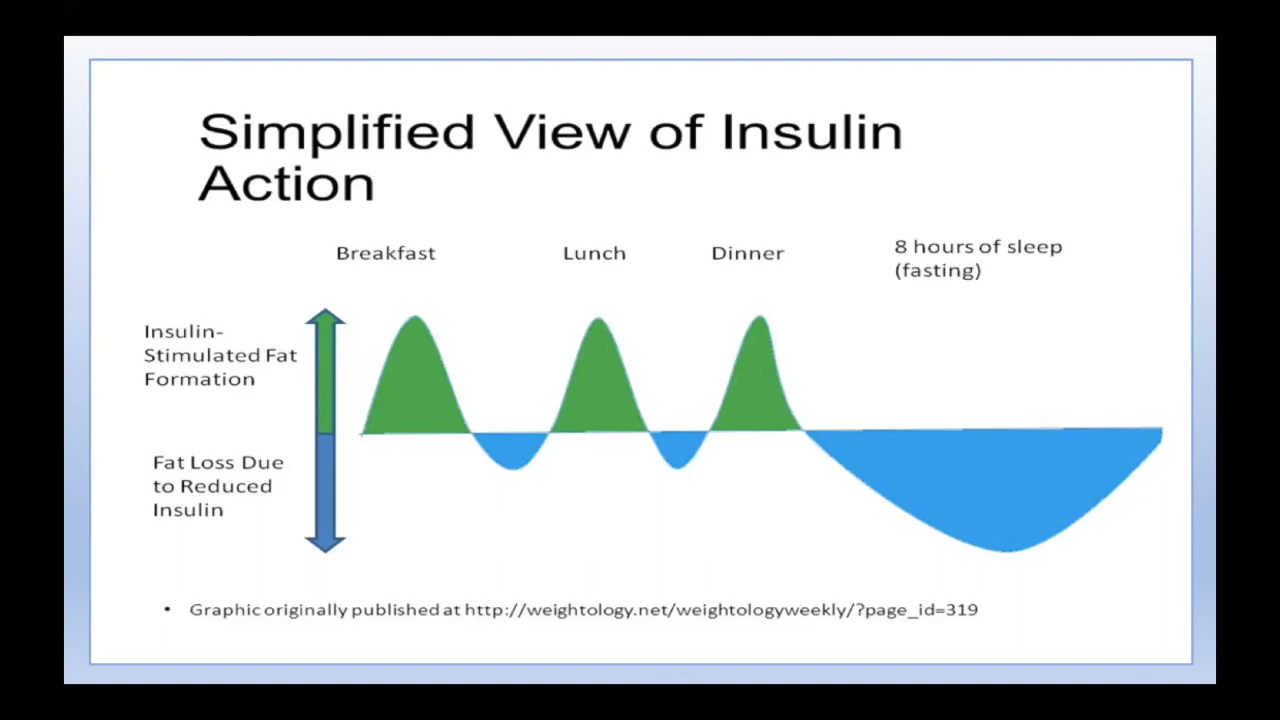 Simplified View of Insulin
Action
Breakfast
Lunch
Dinner
8 hours of sleep
(fasting)
Insulin-
Stimulated Fat
Formation
Fat Loss Due
to Reduced
Insulin
• Graphic originally published at http://weightology.net/weightologyweekly/?page_id=319